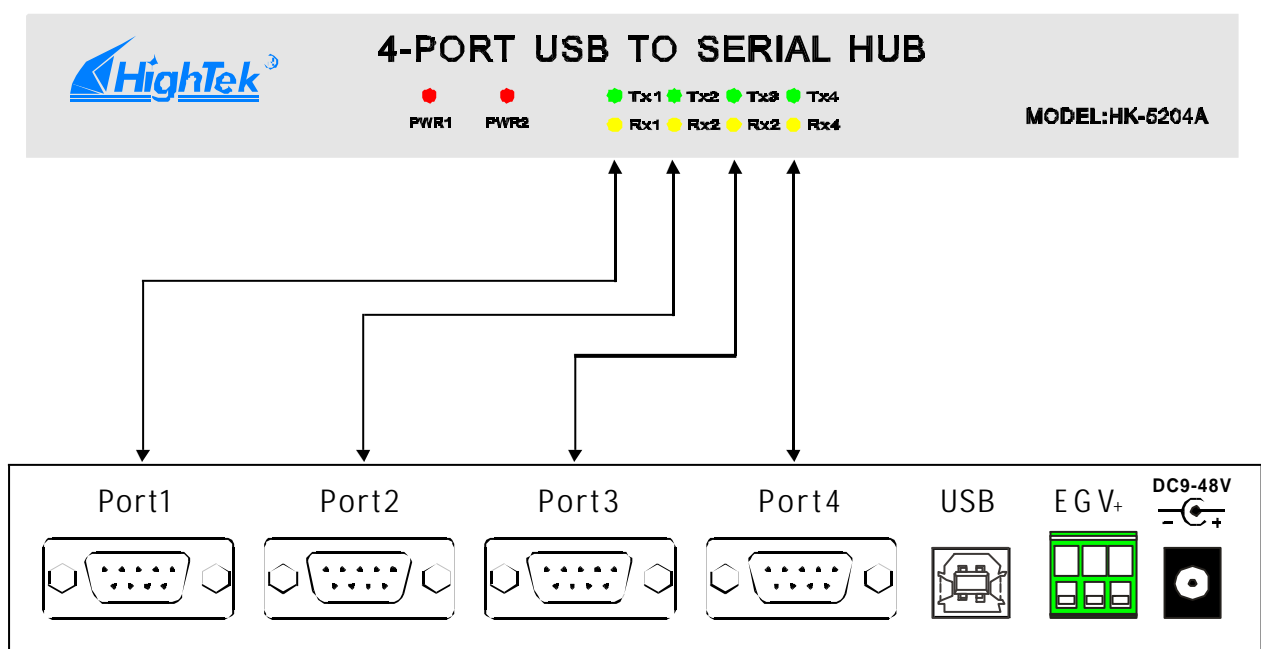 HighTek®
4-PORT USB TO SERIAL HUB
PWR1 PWR2
Tx1 Tx2 Tx3 Tx4
Rx1 Rx2 Rx2 Rx4
MODEL:HK-5204A
Port1 Port2 Port3 Port4 USB E G V+ DC9-48V
- +